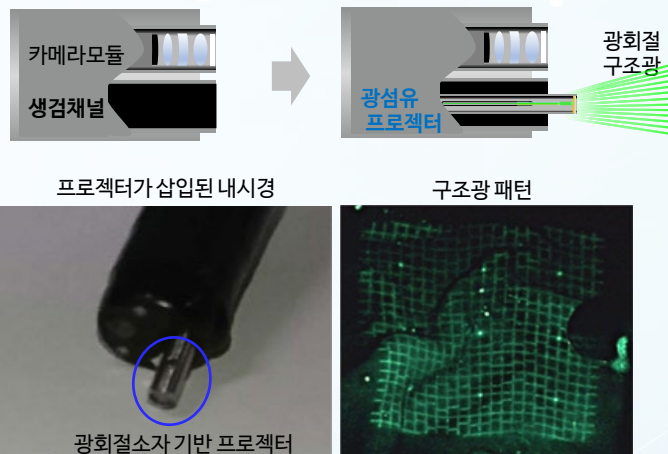 카메라모듈
생검채널
광섬유
프로젝터
광회절
구조광
프로젝터가 삽입된 내시경
구조광 패턴
광회절소자 기반 프로젝터